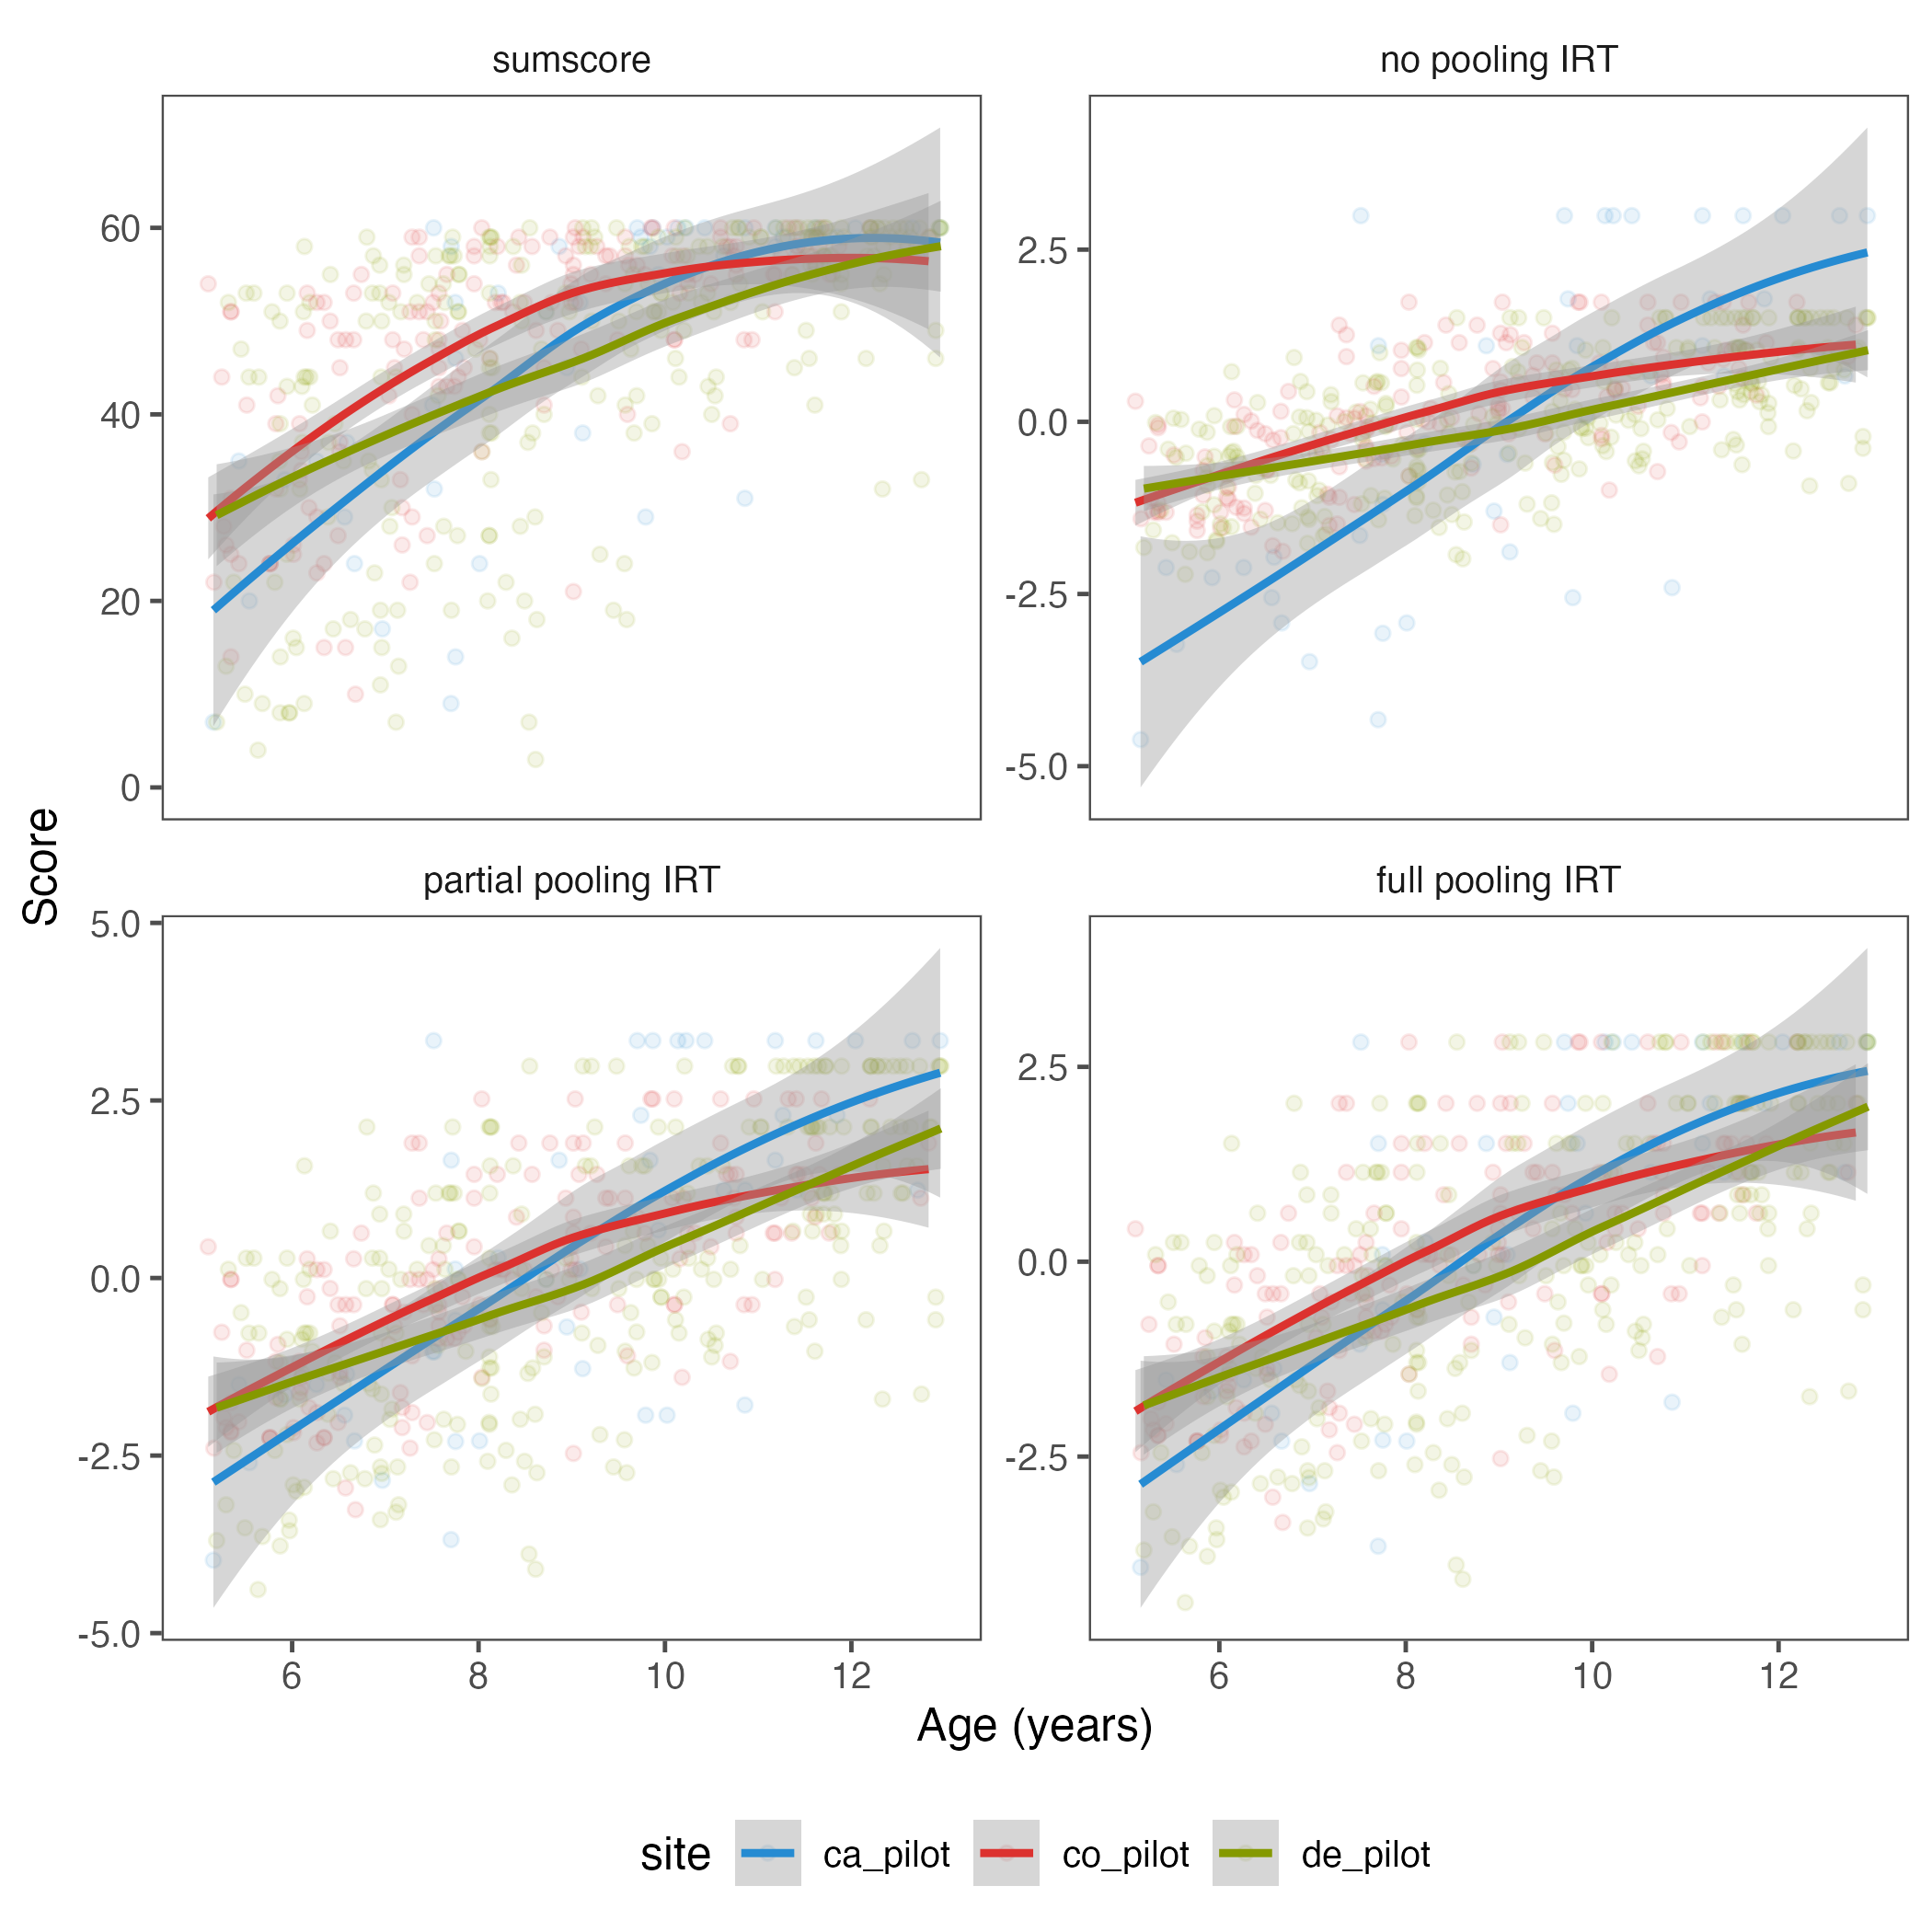 sumscore
no pooling IRT
60
40
20
0
2.5
0.0
-2.5
-5.0
Score
partial pooling IRT
full pooling IRT
5.0
2.5
0.0
-2.5
-5.0
2.5
0.0
-2.5
6 8 10 12
6 8 10 12
Age (years)
site ca_pilot co_pilot de_pilot